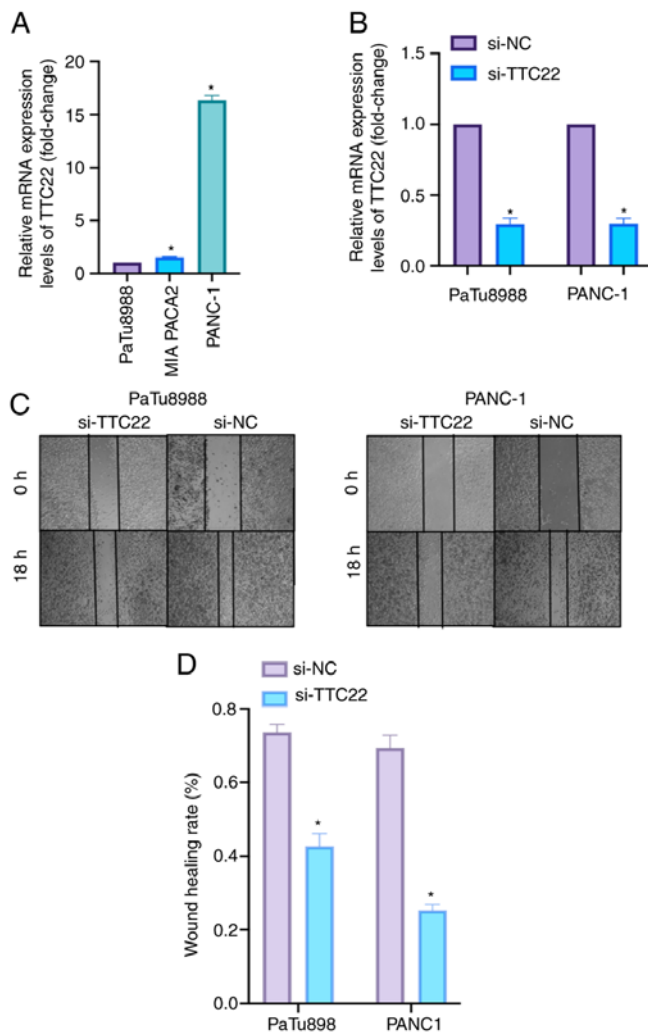 A
Relative mRNA expression
levels of TTC22 (fold-change)
20
15
10
5
2
0
*
*
PaTu8988
MIA PACA2
PANC-1
B
si-NC
si-TTC22
Relative mRNA expression
levels of TTC22 (fold-change)
1.5
1.0
0.5
0.0
*
*
PaTu8988
PANC-1
C
PaTu8988
si-TTC22 si-NC
0 h
18 h
PANC-1
si-TTC22 si-NC
0 h
18 h
D
si-NC
si-TTC22
Wound healing rate (%)
0.8
0.6
0.4
0.2
0.0
*
*
PaTu898
PANC1